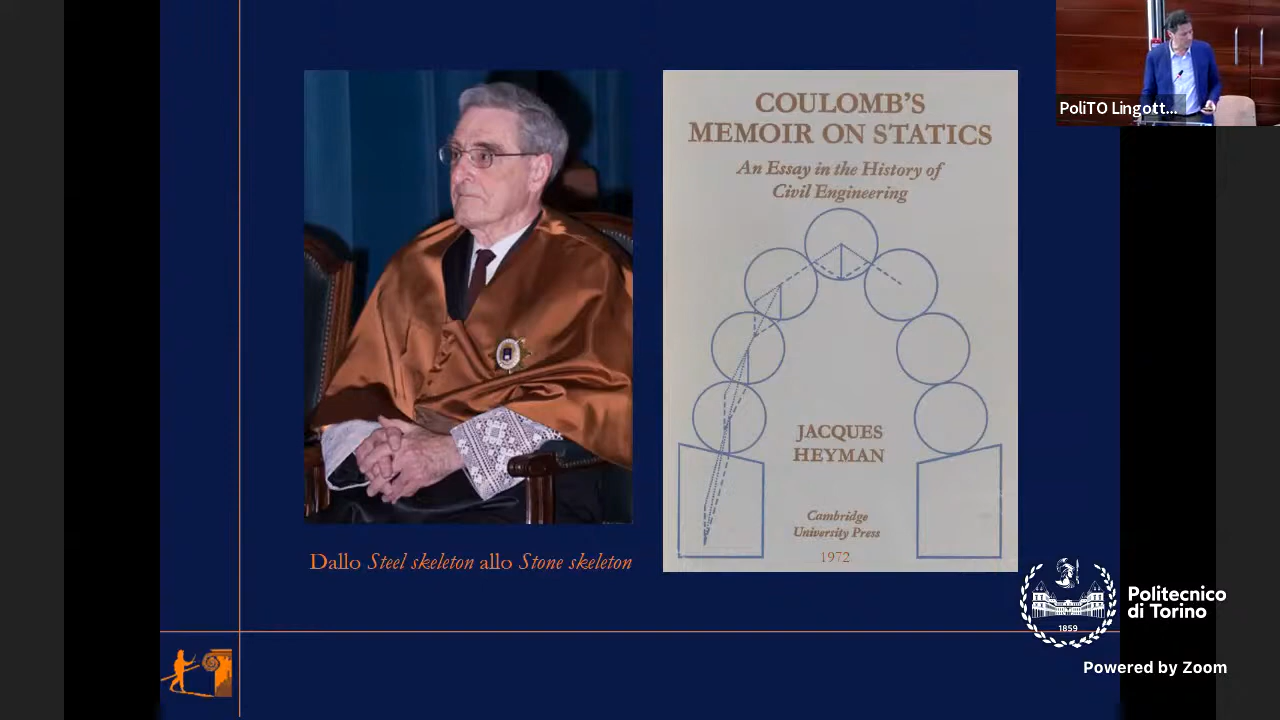 COULOMB'S
MEMOIR ON STATICS
An Essay in the History of
Civil Engineering
JACQUES
HEYMAN
Cambridge
University Press
1972
Dallo Steel skeleton allo Stone skeleton
PoliTO Lingott...
Politecnico
di Torino
1859
Powered by Zoom